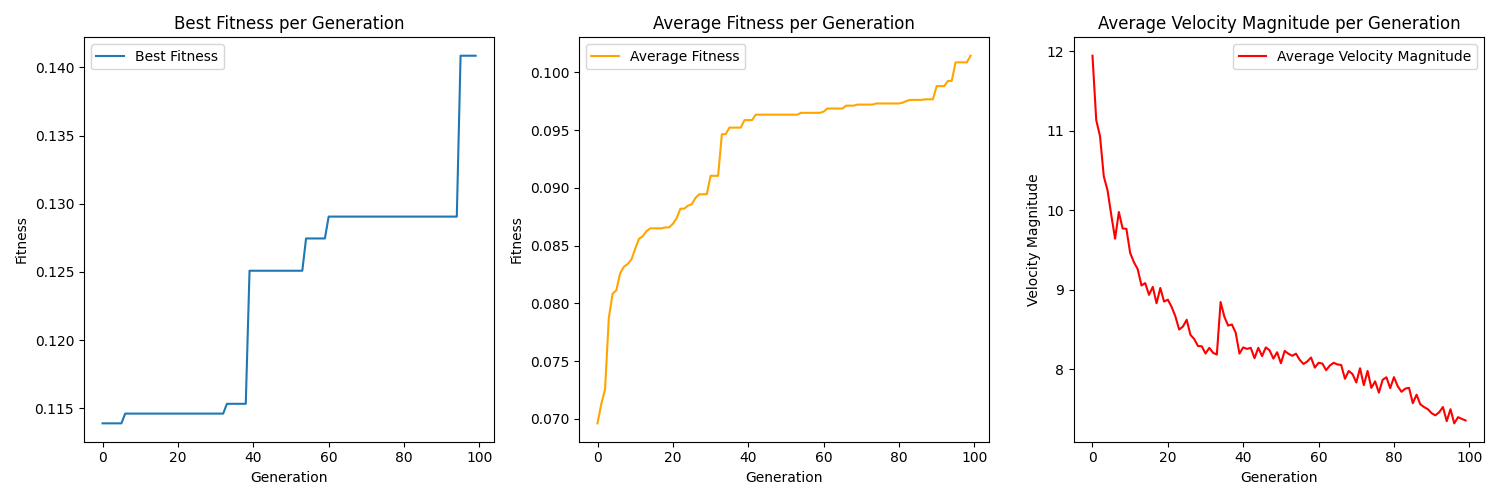 Best Fitness per Generation
Best Fitness
0.140
0.135
0.130
0.125
0.120
0.115
Fitness
0 20 40 60 80 100
Generation
Average Fitness per Generation
Average Fitness
0.100
0.095
0.090
0.085
0.080
0.075
0.070
Fitness
0 20 40 60 80 100
Generation
Average Velocity Magnitude per Generation
Average Velocity Magnitude
12
11
10
9
8
Velocity Magnitude
0 20 40 60 80 100
Generation